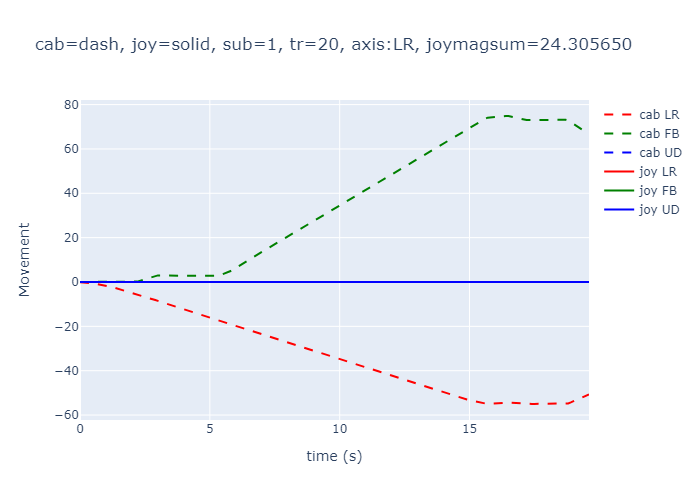 cab=dash, joy=solid, sub=1, tr=20, axis:LR, joymagsum=24.305650
80
60
40
20
0
−20
−40
−60
Movement
0
5
10
15
time (s)
cab LR
cab FB
cab UD
joy LR
joy FB
joy UD